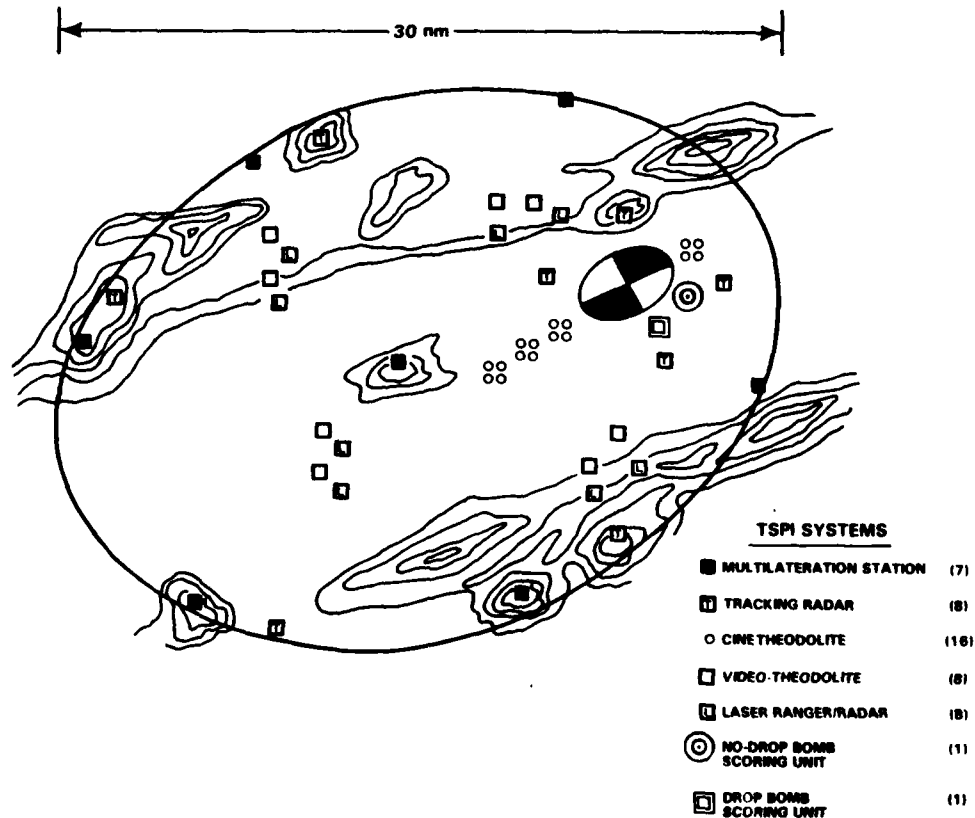 30 nm
T
L
T
L
L
T
T
T
L
T
L
L
L
L
T
T
TSPI SYSTEMS
MULTILATERATION STATION (7)
T TRACKING RADAR (8)
CINETHEODOLITE (16)
VIDEO-THEODOLITE (8)
L LASER RANGER/RADAR (8)
NO-DROP BOMB (1)
SCORING UNIT
DROP BOMB (1)
SCORING UNIT